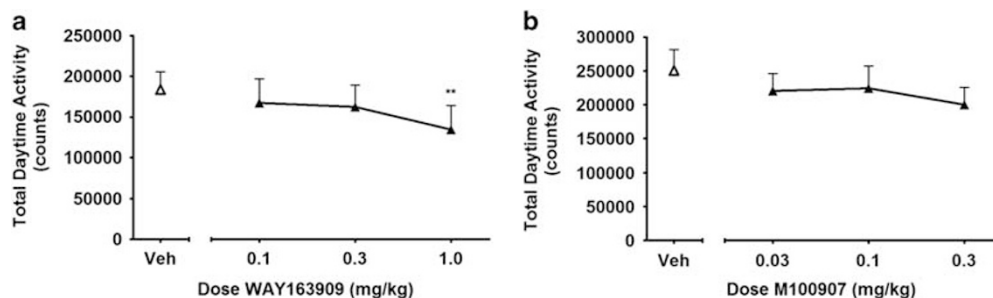 a
Total Daytime Activity
(counts)
250000
200000
150000
100000
50000
0
**
Veh
0.1
0.3
1.0
Dose WAY163909 (mg/kg)
b
Total Daytime Activity
(counts)
300000
250000
200000
150000
100000
50000
0
Veh
0.03
0.1
0.3
Dose M100907 (mg/kg)